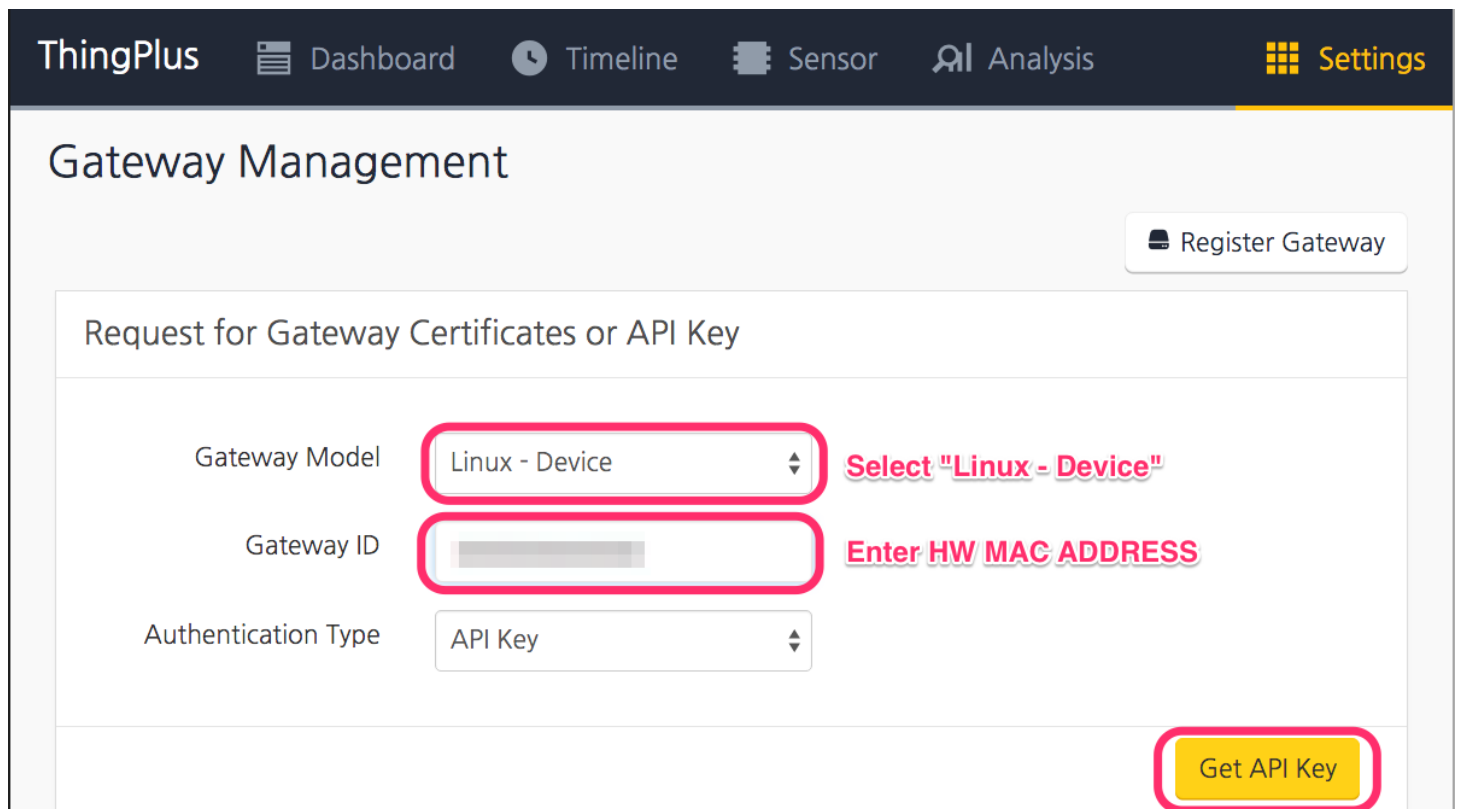 ThingPlus Dashboard Timeline Sensor Analysis Settings
Gateway Management
Register Gateway
Request for Gateway Certificates or API Key
Gateway Model Linux - Device Select "Linux - Device"
Gateway ID Enter HW MAC ADDRESS
Authentication Type API Key
Get API Key